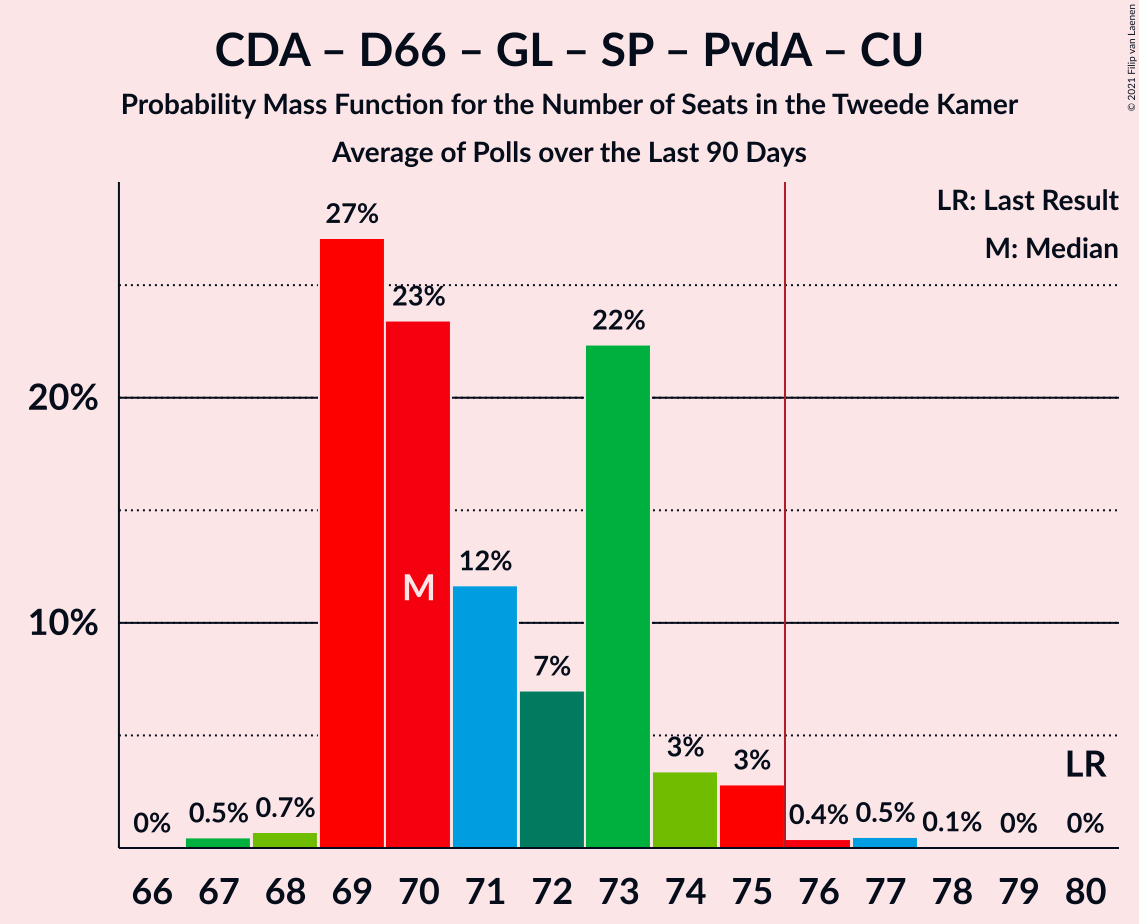 CDA – D66 – GL – SP – PvdA – CU
Probability Mass Function for the Number of Seats in the Tweede Kamer
Average of Polls over the Last 90 Days
© 2021 Filip van Laenen
LR: Last Result
M: Median
27%
23%
22%
20%
12%
M
10%
7%
3%
3%
LR
0%
0.5%
0.7%
0.4%
0.5%
0.1%
0%
0%
66 67 68 69 70 71 72 73 74 75 76 77 78 79 80